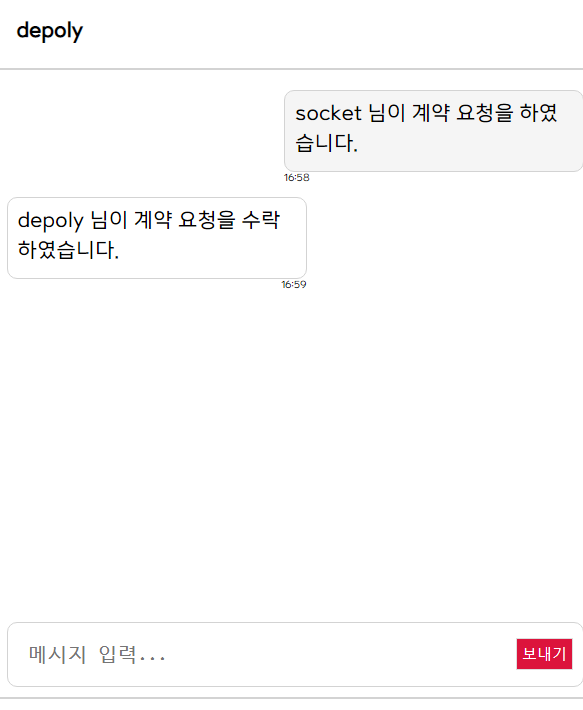 depoly
socket 님이 계약 요청을 하였
습니다.
16:58
depoly 님이 계약 요청을 수락
하였습니다.
16:59
메시지 입력...
보내기